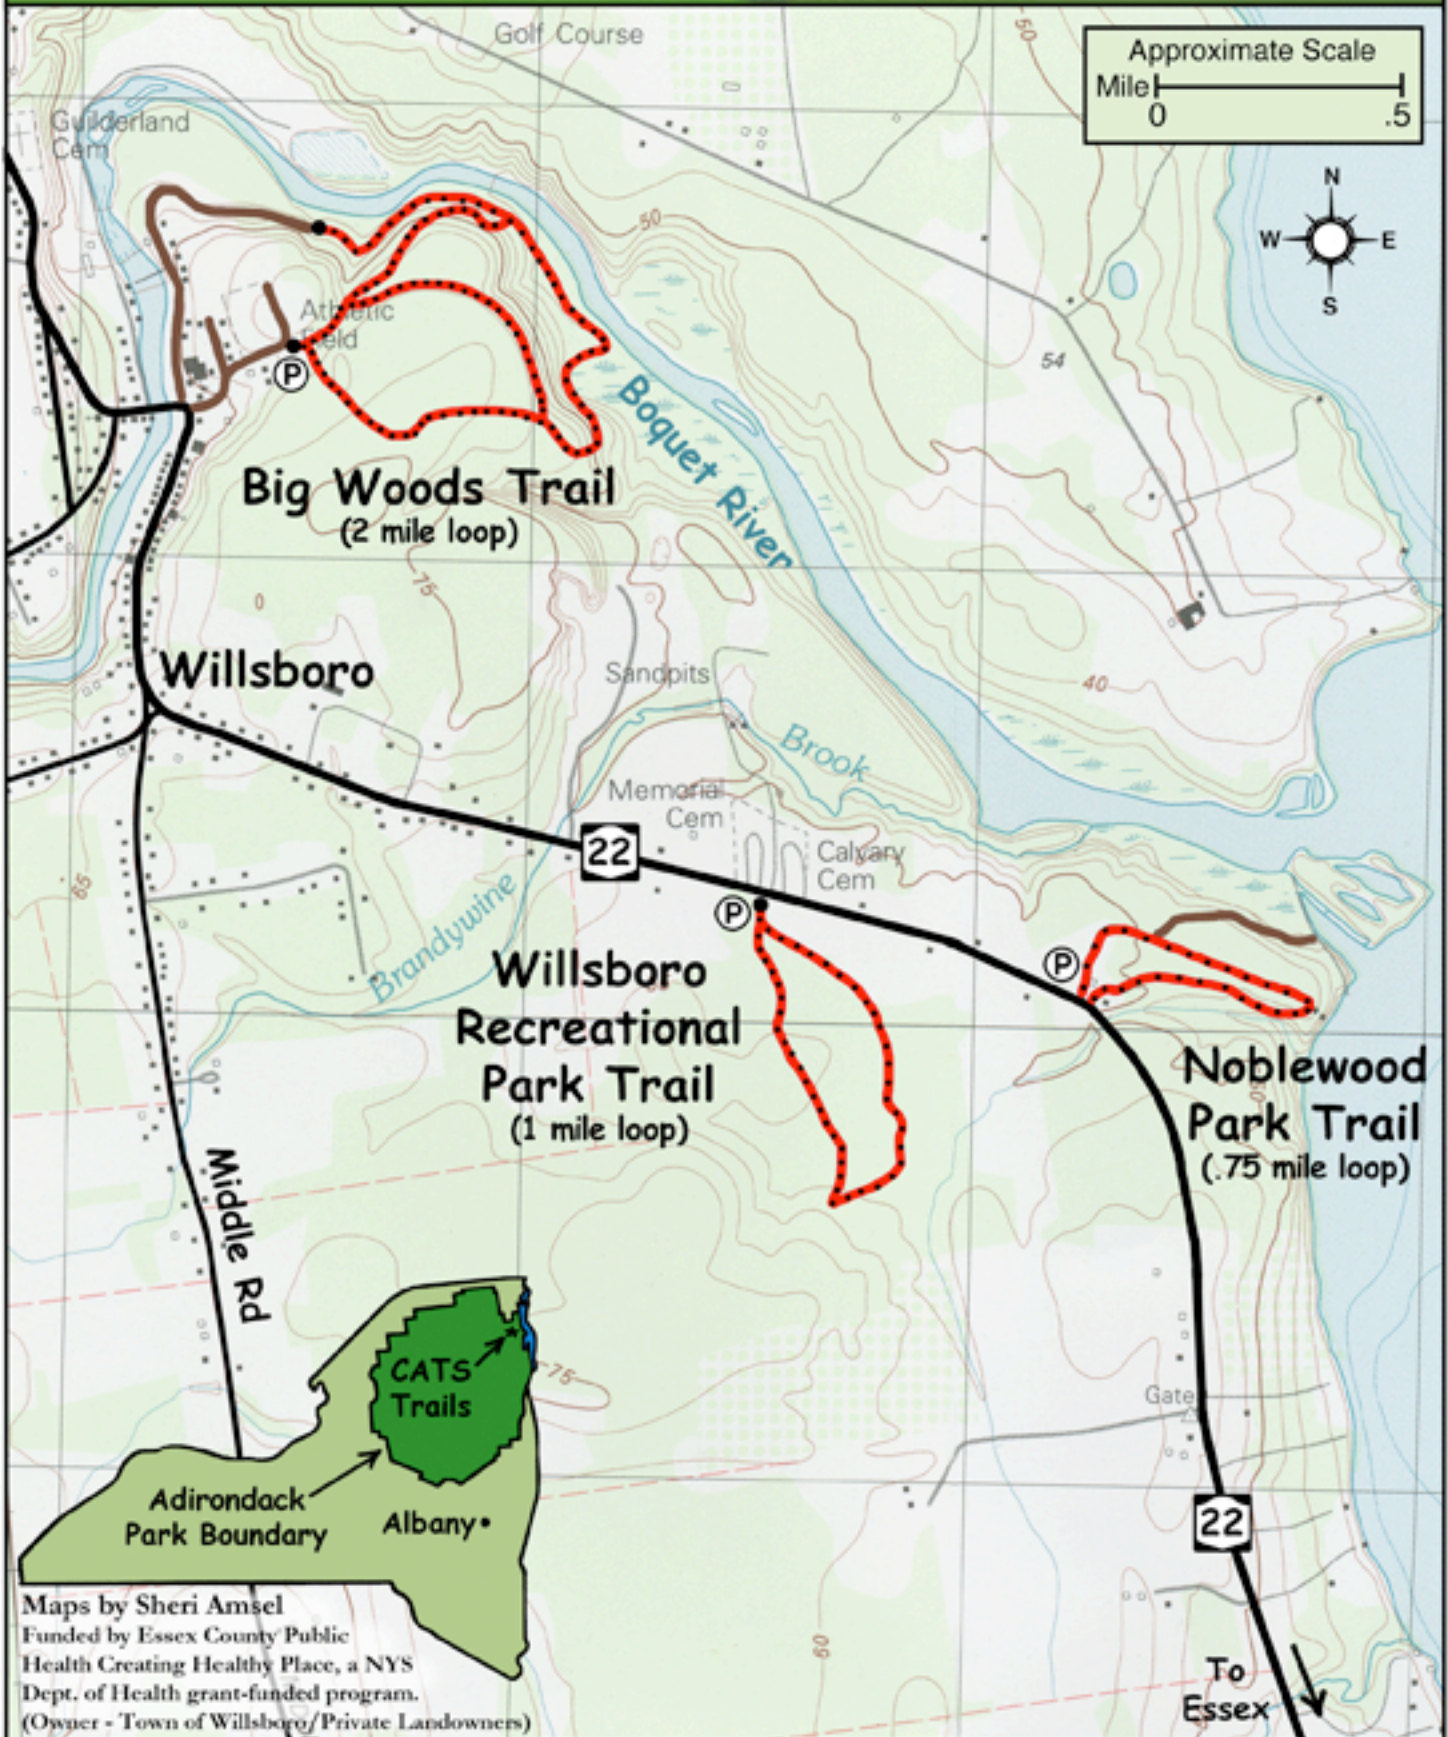 Golf Course
50
Approximate Scale
Mile
0 .5
Guilderland
Cem
N
W E
S
50
Athletic
Field
P
54
Boquet River
Big Woods Trail
(2 mile loop)
75
0
Willsboro
Sandpits
40
Brook
Memorial
Cem
22
Calvary
Cem
65
Brandywine
P
P
Willsboro
Recreational
Park Trail
(1 mile loop)
Noblewood
Park Trail
(.75 mile loop)
Middle Rd
CATS
Trails
75
Gate
Adirondack
Park Boundary
Albany
22
60
To
Essex
Maps by Sheri Amsel
Funded by Essex County Public
Health Creating Healthy Place, a NYS
Dept. of Health grant-funded program.
(Owner - Town of Willsboro/Private Landowners)